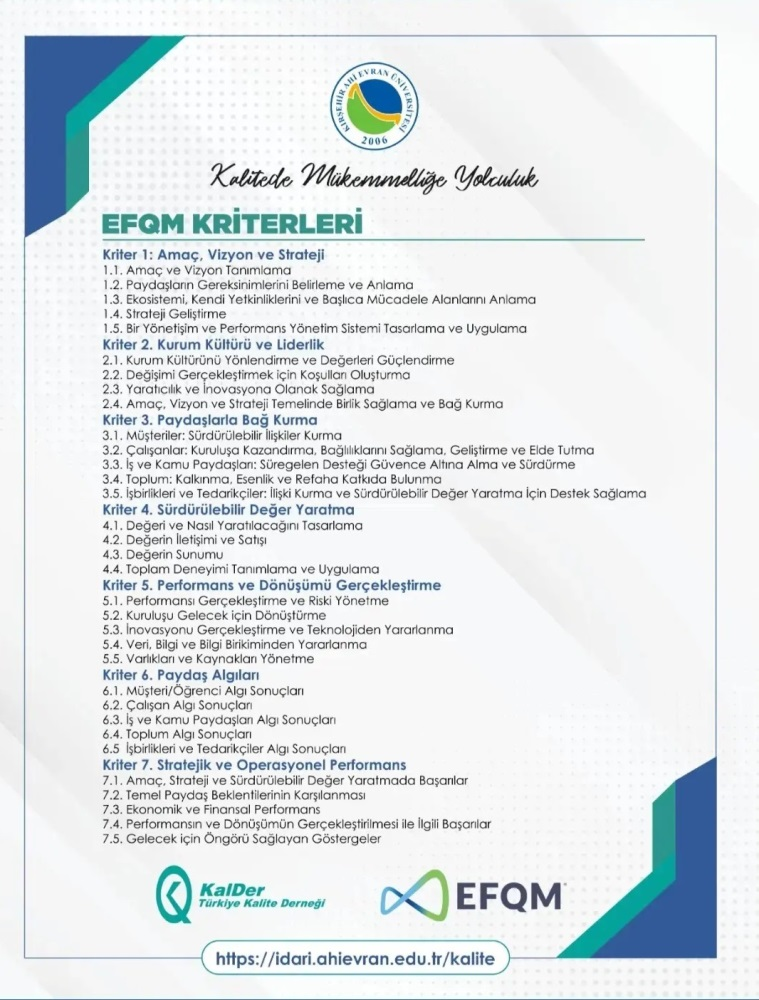 KIRŞEHİR AHİ EVRAN ÜNİVERSİTESİ
2006
Kalitede Mükemmelliğe Yolculuk
EFQM KRİTERLERİ
Kriter 1: Amaç, Vizyon ve Strateji
1.1. Amaç ve Vizyon Tanımlama
1.2. Paydaşların Gereksinimlerini Belirleme ve Anlama
1.3. Ekosistemi, Kendi Yetkinliklerini ve Başlıca Mücadele Alanlarını Anlama
1.4. Strateji Geliştirme
1.5. Bir Yönetişim ve Performans Yönetim Sistemi Tasarlama ve Uygulama
Kriter 2. Kurum Kültürü ve Liderlik
2.1. Kurum Kültürünü Yönlendirme ve Değerleri Güçlendirme
2.2. Değişimi Gerçekleştirmek için Koşulları Oluşturma
2.3. Yaratıcılık ve İnovasyona Olanak Sağlama
2.4. Amaç, Vizyon ve Strateji Temelinde Birlik Sağlama ve Bağ Kurma
Kriter 3. Paydaşlarla Bağ Kurma
3.1. Müşteriler: Sürdürülebilir İlişkiler Kurma
3.2. Çalışanlar: Kuruluşa Kazandırma, Bağlılıklarını Sağlama, Geliştirme ve Elde Tutma
3.3. İş ve Kamu Paydaşları: Süregelen Desteği Güvence Altına Alma ve Sürdürme
3.4. Toplum: Kalkınma, Esenlik ve Refaha Katkıda Bulunma
3.5. İşbirlikleri ve Tedarikçiler: İlişki Kurma ve Sürdürülebilir Değer Yaratma İçin Destek Sağlama
Kriter 4. Sürdürülebilir Değer Yaratma
4.1. Değeri ve Nasıl Yaratılacağını Tasarlama
4.2. Değerin İletişimi ve Satışı
4.3. Değerin Sunumu
4.4. Toplam Deneyimi Tanımlama ve Uygulama
Kriter 5. Performans ve Dönüşümü Gerçekleştirme
5.1. Performansı Gerçekleştirme ve Riski Yönetme
5.2. Kuruluşu Gelecek için Dönüştürme
5.3. İnovasyonu Gerçekleştirme ve Teknolojiden Yararlanma
5.4. Veri, Bilgi ve Bilgi Birikiminden Yararlanma
5.5. Varlıkları ve Kaynakları Yönetme
Kriter 6. Paydaş Algıları
6.1. Müşteri/Öğrenci Algı Sonuçları
6.2. Çalışan Algı Sonuçları
6.3. İş ve Kamu Paydaşları Algı Sonuçları
6.4. Toplum Algı Sonuçları
6.5 İşbirlikleri ve Tedarikçiler Algı Sonuçları
Kriter 7. Stratejik ve Operasyonel Performans
7.1. Amaç, Strateji ve Sürdürülebilir Değer Yaratmada Başarılar
7.2. Temel Paydaş Beklentilerinin Karşılanması
7.3. Ekonomik ve Finansal Performans
7.4. Performansın ve Dönüşümün Gerçekleştirilmesi ile İlgili Başarılar
7.5. Gelecek için Öngörü Sağlayan Göstergeler
KalDer
Türkiye Kalite Derneği
EFQM
https://idari.ahievran.edu.tr/kalite